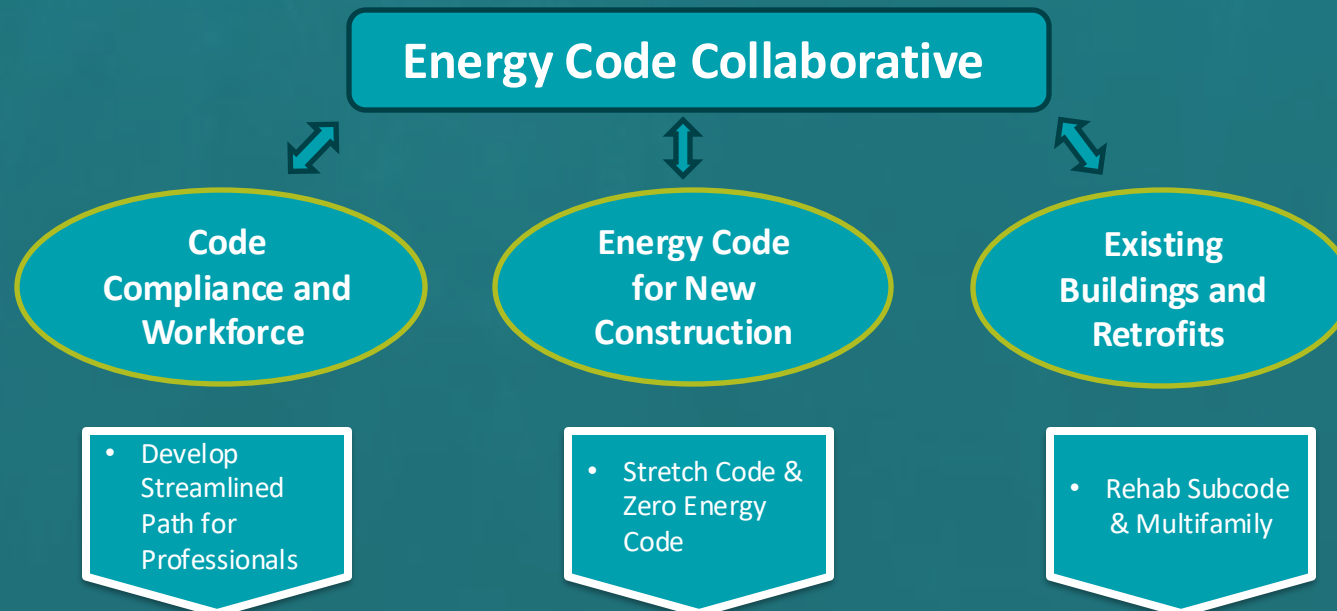 Energy Code Collaborative
Code
Compliance and
Workforce
Energy Code
for New
Construction
Existing
Buildings and
Retrofits
• Develop
Streamlined
Path for
Professionals
• Stretch Code &
Zero Energy
Code
• Rehab Subcode
& Multifamily